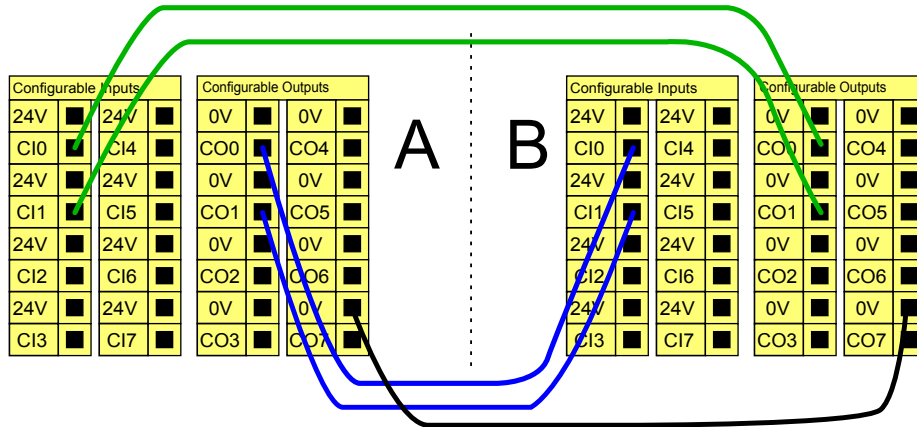 Configurable Inputs
24V 24V
CI0 CI4
24V 24V
CI1 CI5
24V 24V
CI2 CI6
24V 24V
CI3 CI7
Configurable Outputs
0V 0V
CO0 CO4
0V 0V
CO1 CO5
0V 0V
CO2 CO6
0V 0V
CO3 CO7
A
B
Configurable Inputs
24V 24V
CI0 CI4
24V 24V
CI1 CI5
24V 24V
CI2 CI6
24V 24V
CI3 CI7
Configurable Outputs
0V 0V
CO0 CO4
0V 0V
CO1 CO5
0V 0V
CO2 CO6
0V 0V
CO3 CO7